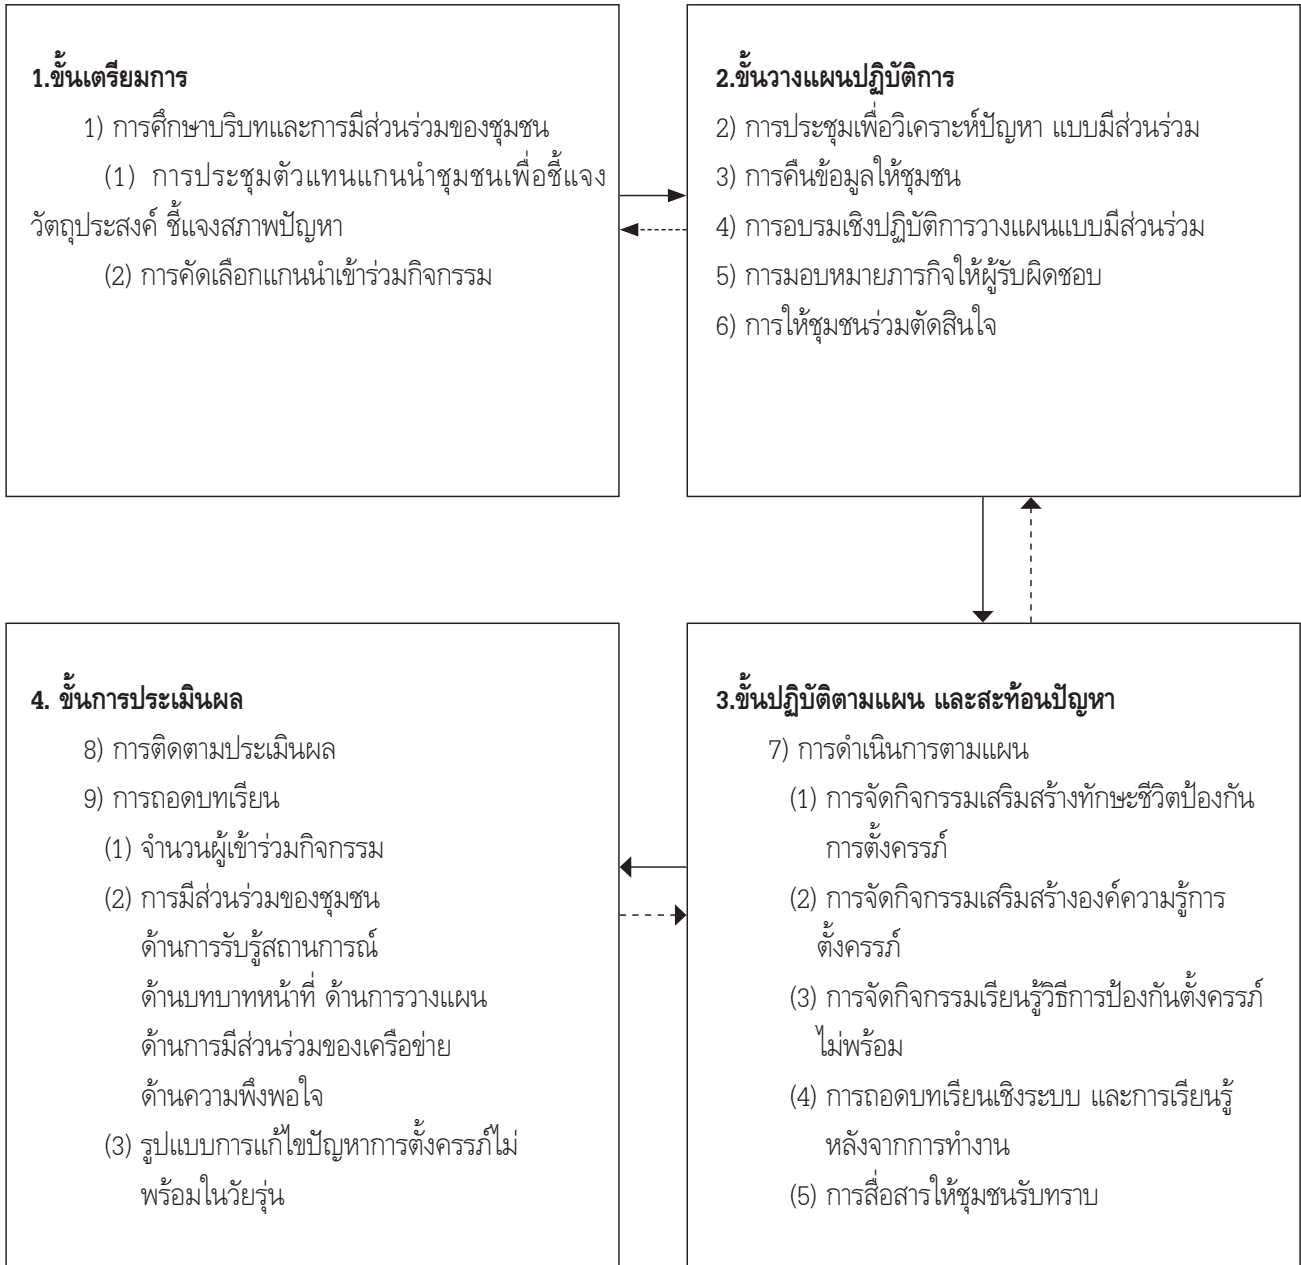 1.ขั้นเตรียมการ
1) การศึกษาบริบทและการมีส่วนร่วมของชุมชน
(1) การประชุมตัวแทนแกนนำชุมชนเพื่อชี้แจง
วัตถุประสงค์ ชี้แจงสภาพปัญหา
(2) การคัดเลือกแกนนำเข้าร่วมกิจกรรม
2.ขั้นวางแผนปฏิบัติการ
2) การประชุมเพื่อวิเคราะห์ปัญหา แบบมีส่วนร่วม
3) การคืนข้อมูลให้ชุมชน
4) การอบรมเชิงปฏิบัติการวางแผนแบบมีส่วนร่วม
5) การมอบหมายภารกิจให้ผู้รับผิดชอบ
6) การให้ชุมชนร่วมตัดสินใจ
3.ขั้นปฏิบัติตามแผน และสะท้อนปัญหา
7) การดำเนินการตามแผน
(1) การจัดกิจกรรมเสริมสร้างทักษะชีวิตป้องกัน
การตั้งครรภ์
(2) การจัดกิจกรรมเสริมสร้างองค์ความรู้การ
ตั้งครรภ์
(3) การจัดกิจกรรมเรียนรู้วิธีการป้องกันตั้งครรภ์
ไม่พร้อม
(4) การถอดบทเรียนเชิงระบบ และการเรียนรู้
หลังจากการทำงาน
(5) การสื่อสารให้ชุมชนรับทราบ
4. ขั้นการประเมินผล
8) การติดตามประเมินผล
9) การถอดบทเรียน
(1) จำนวนผู้เข้าร่วมกิจกรรม
(2) การมีส่วนร่วมของชุมชน
ด้านการรับรู้สถานการณ์
ด้านบทบาทหน้าที่ ด้านการวางแผน
ด้านการมีส่วนร่วมของเครือข่าย
ด้านความพึงพอใจ
(3) รูปแบบการแก้ไขปัญหาการตั้งครรภ์ไม่
พร้อมในวัยรุ่น